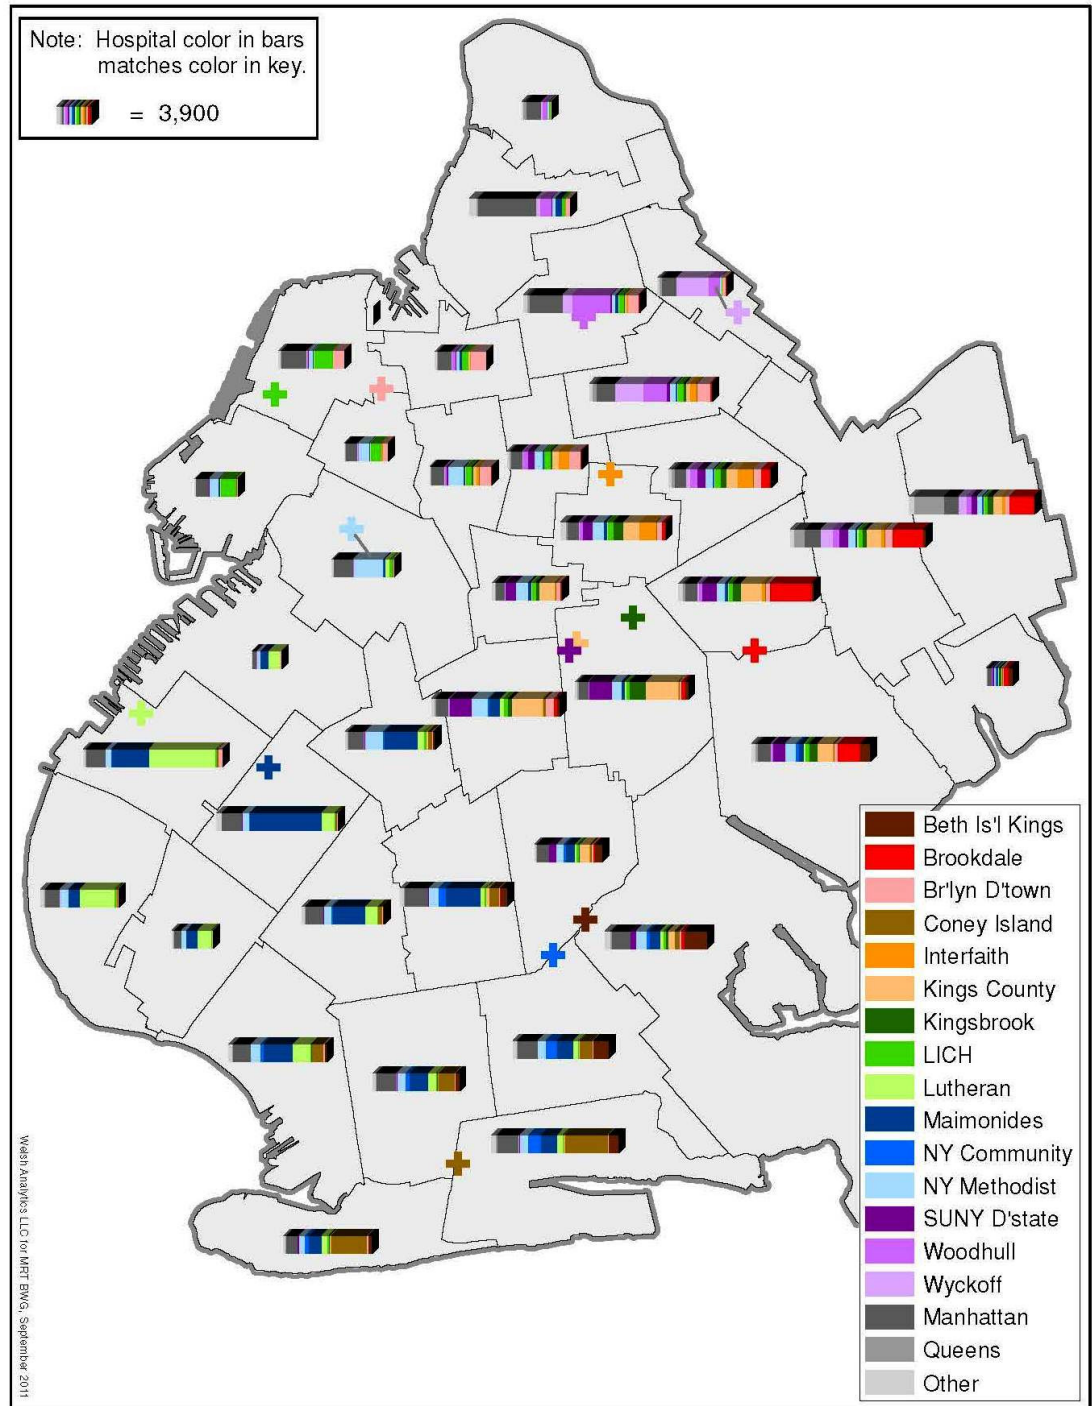 Note: Hospital color in bars
matches color in key.
= 3,900
Beth Is'l Kings
Brookdale
Br'lyn D'town
Coney Island
Interfaith
Kings County
Kingsbrook
LICH
Lutheran
Maimonides
NY Community
NY Methodist
SUNY D'state
Woodhull
Wyckoff
Manhattan
Queens
Other
Welsh Analytics LLC for MRT BWG, September 2011